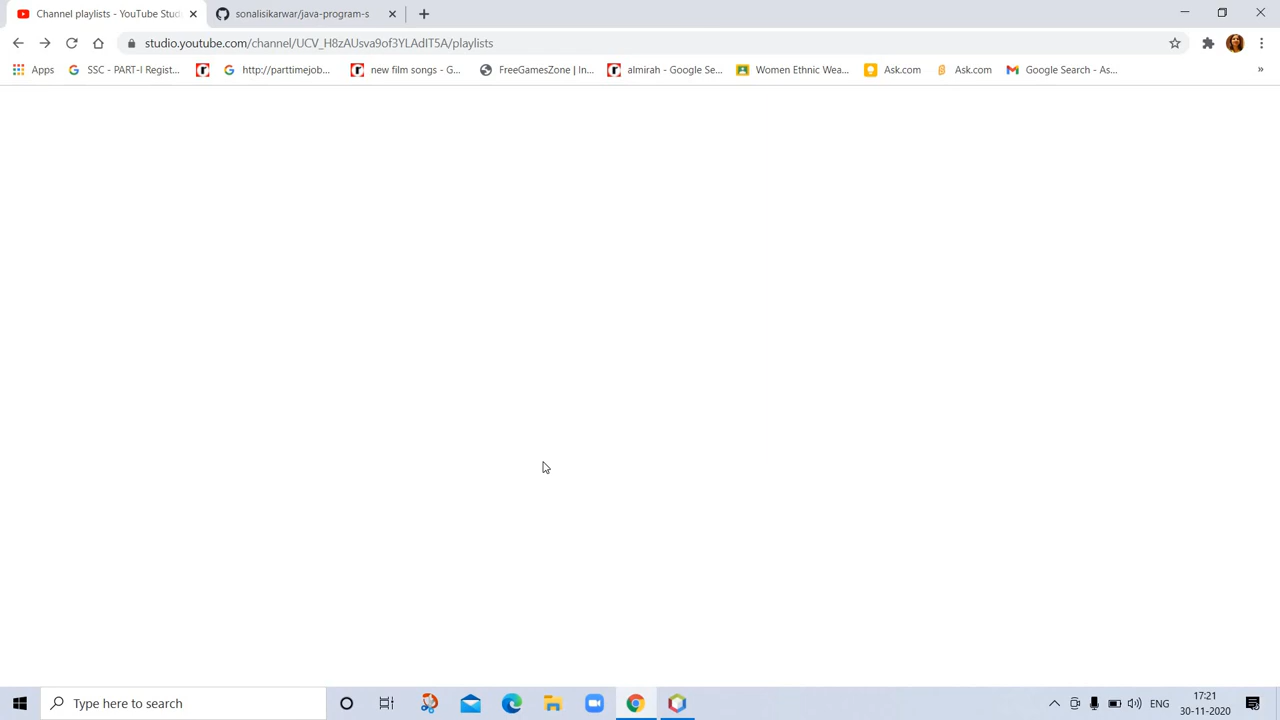 Channel playlists - YouTube Stud
sonalisikarwar/java-program-s
studio.youtube.com/channel/UCV_H8zAUsva9of3YLAdIT5A/playlists
Apps
SSC - PART-I Regist...
http://parttimejob...
new film songs - G...
FreeGamesZone | In...
almirah - Google Se...
Women Ethnic Wea...
Ask.com
Ask.com
Google Search - As...
»
Type here to search
ENG
17:21
30-11-2020